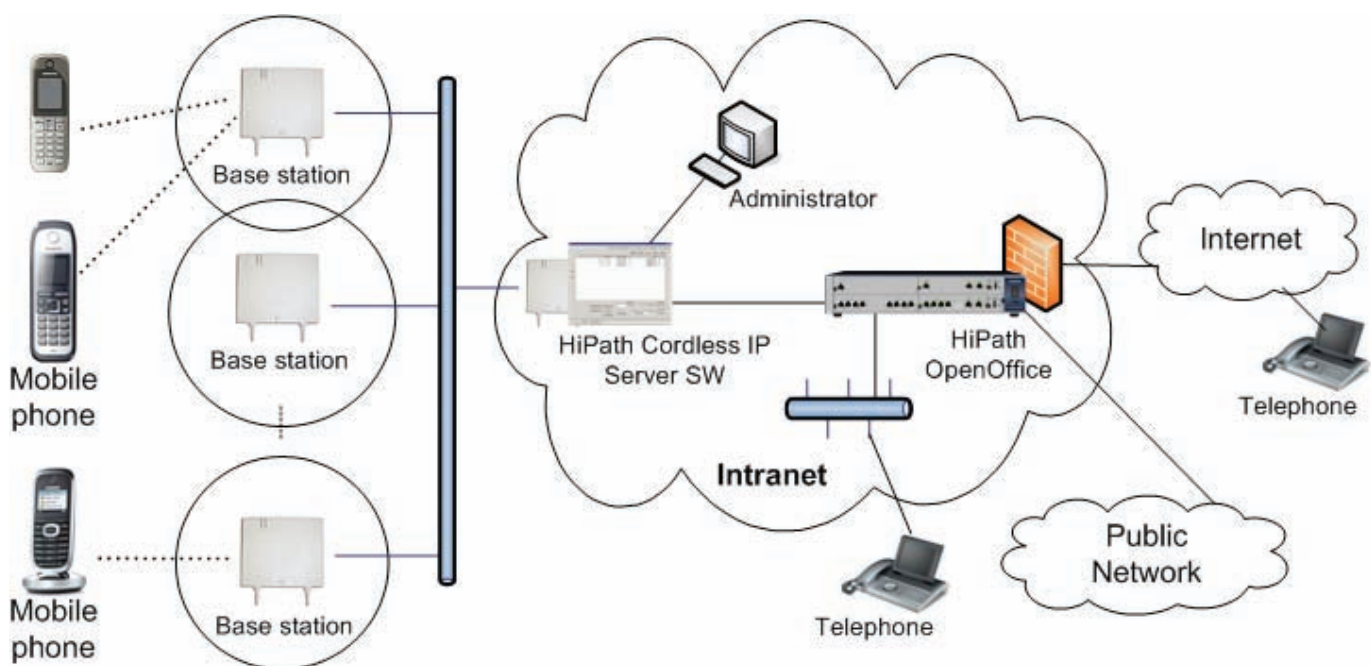 Base station
Administrator
Internet
Base station
HiPath Cordless IP
Server SW
HiPath
OpenOffice
Mobile
phone
Telephone
Intranet
Public
Network
Mobile
phone
Base station
Telephone